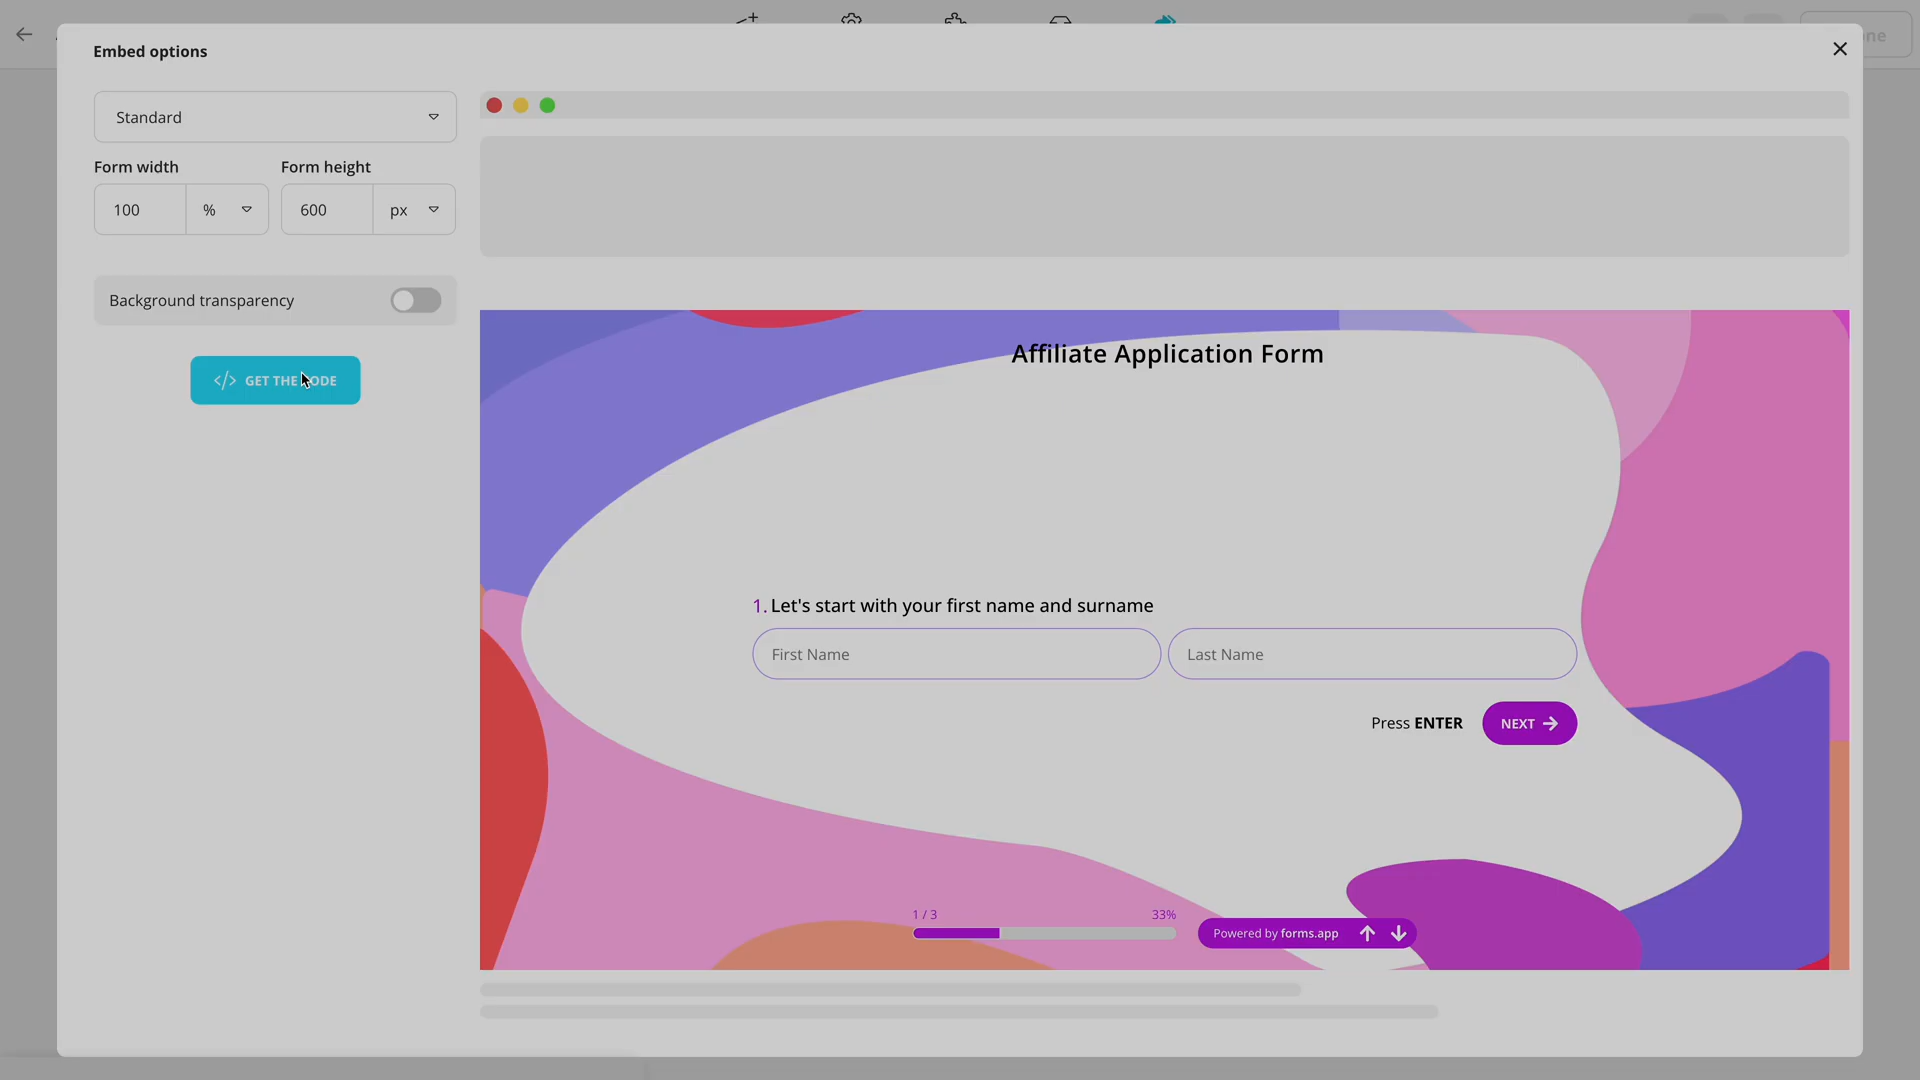 Embed options
Standard
Form width
Form height
100
%
600
px
Background transparency
</> GET THE CODE
Affiliate Application Form
1. Let's start with your first name and surname
First Name
Last Name
Press ENTER
NEXT
1 / 3
33%
Powered by forms.app